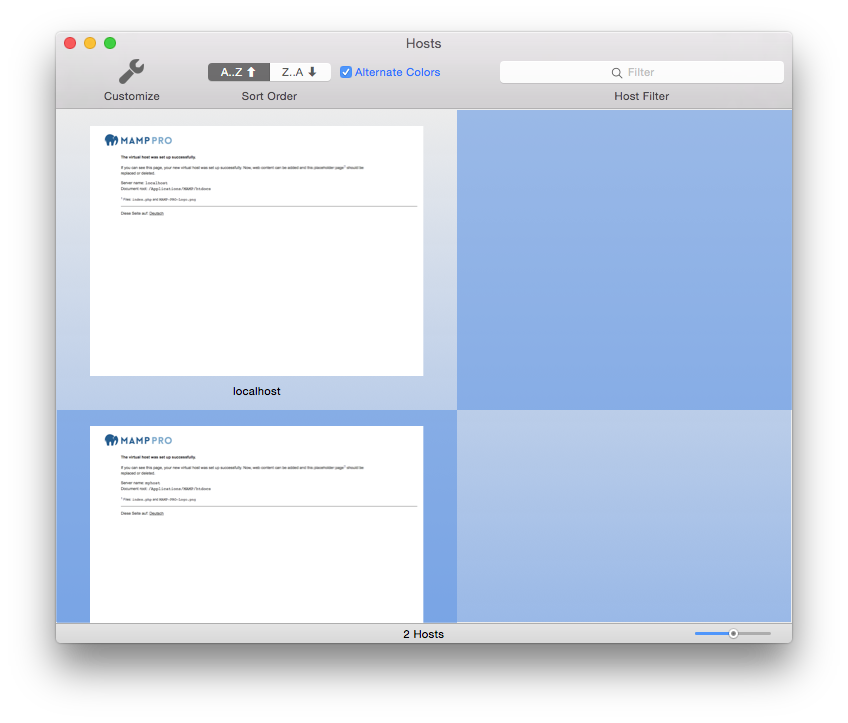 Hosts
A..Z Z..A Alternate Colors Filter
Customize Sort Order Host Filter
MAMP PRO
The virtual host was set up successfully.
If you can see this page, your new virtual host was set up successfully. Now, web content can be added and this placeholder page¹ should be
replaced or deleted.
Server name: localhost
Document root: /Applications/MAMP/htdocs
¹ Files: index.php and MAMP-PRO-Logo.png
Diese Seite auf: Deutsch
localhost
MAMP PRO
The virtual host was set up successfully.
If you can see this page, your new virtual host was set up successfully. Now, web content can be added and this placeholder page¹ should be
replaced or deleted.
Server name:
Document root: /Applications/MAMP/htdocs
¹ Files: index.php and MAMP-PRO-Logo.png
Diese Seite auf: Deutsch
2 Hosts